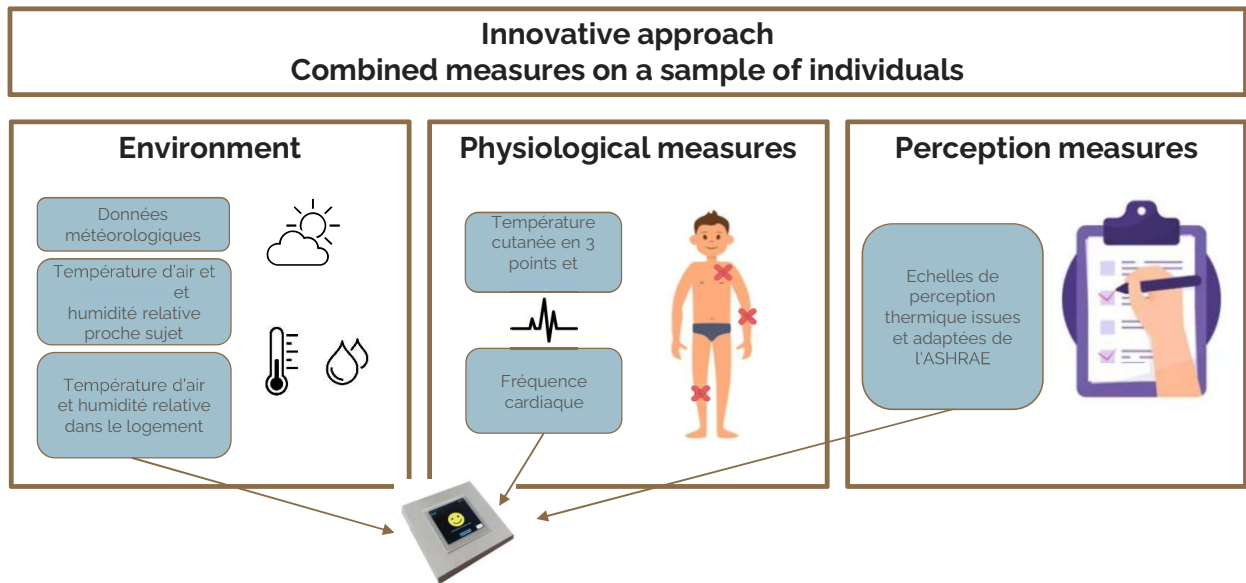 Innovative approach
Combined measures on a sample of individuals
Environment
Données
météorologiques
Température d'air et
et
humidité relative
proche sujet
Température d'air
et humidité relative
dans le logement
Physiological measures
Température
cutanée en 3
points et
Fréquence
cardiaque
Perception measures
Echelles de
perception
thermique issues
et adaptées de
l'ASHRAE